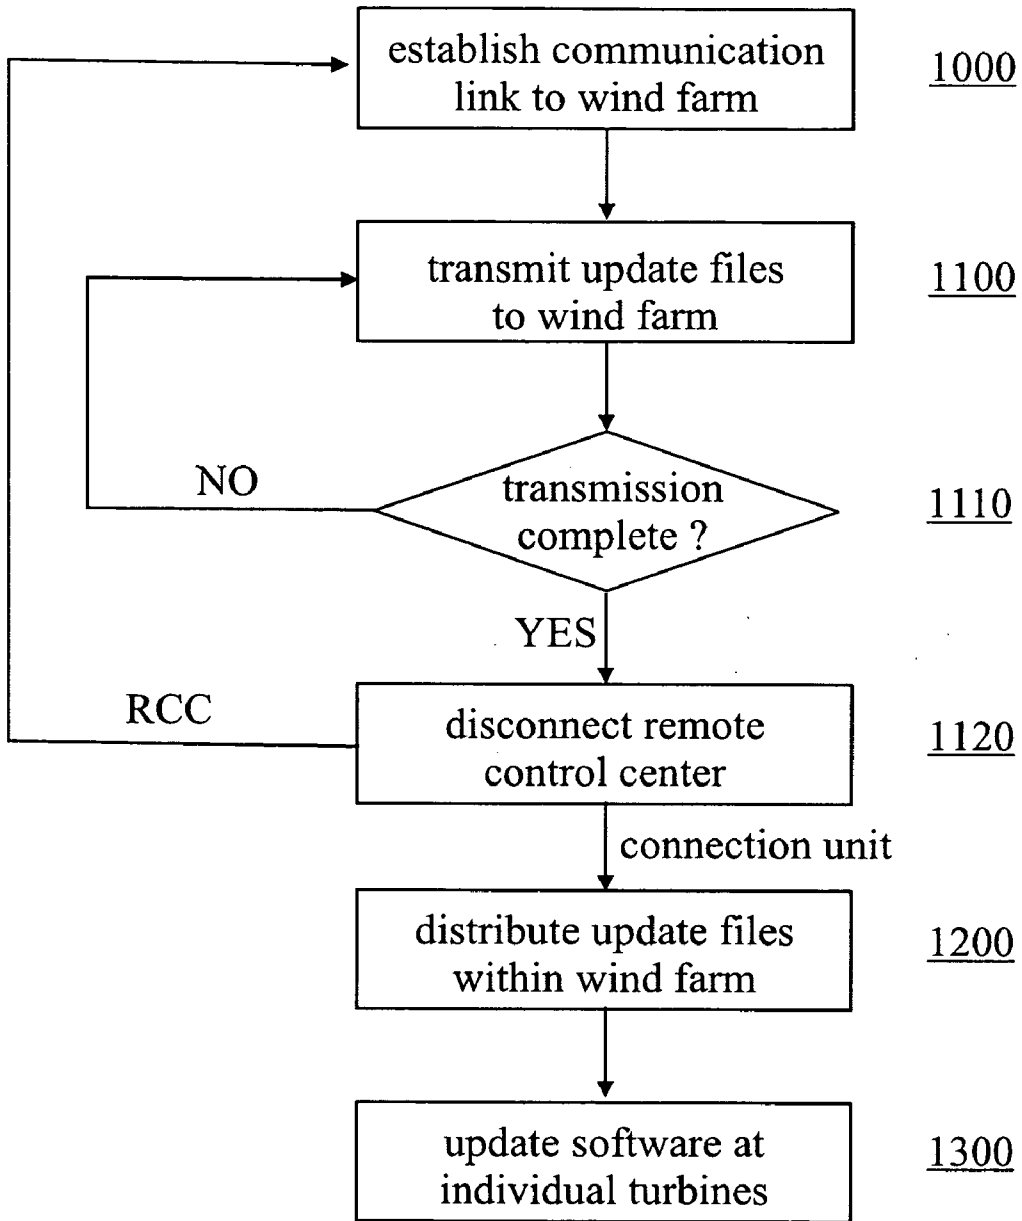 establish communication
link to wind farm
1000
transmit update files
to wind farm
1100
NO
transmission
complete ?
1110
YES
RCC
disconnect remote
control center
1120
connection unit
distribute update files
within wind farm
1200
update software at
individual turbines
1300